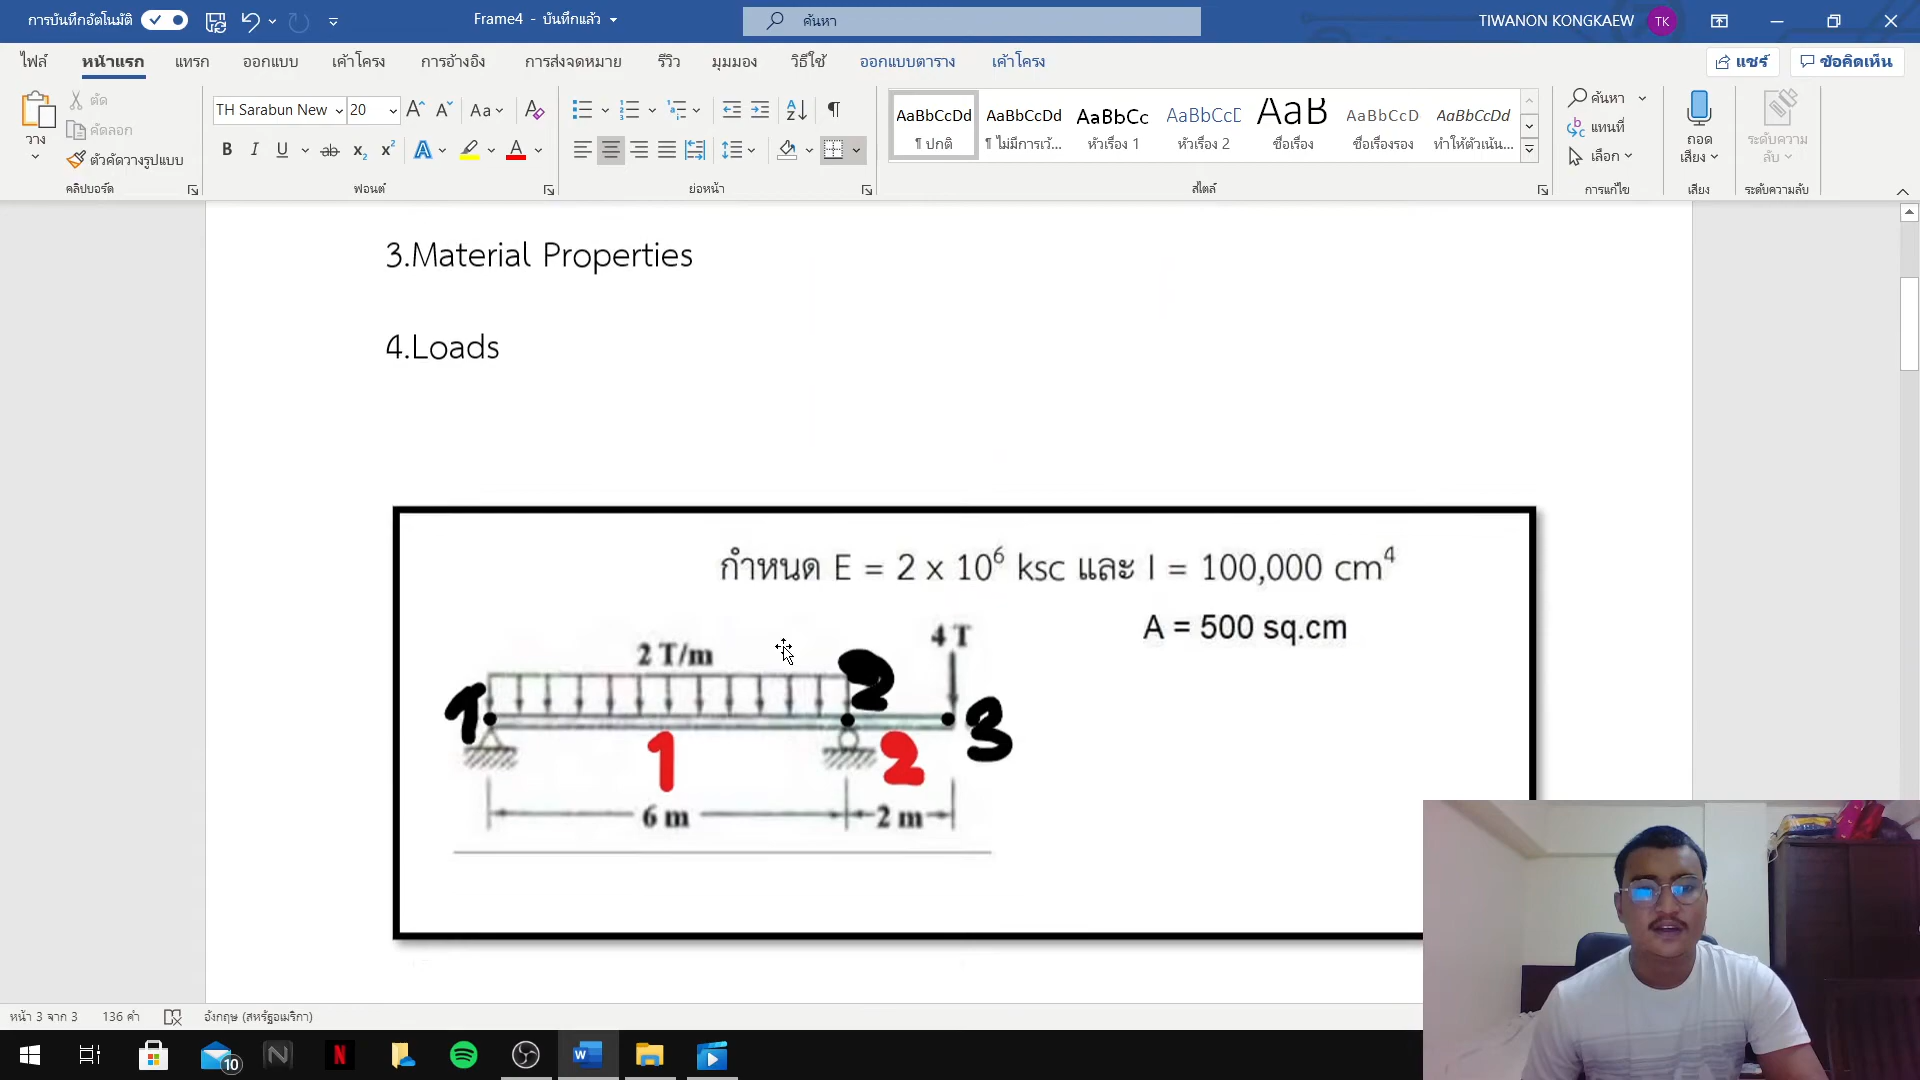 การบันทึกอัตโนมัติ
Frame4 - บันทึกแล้ว
ค้นหา
TIWANON KONGKAEW
TK
ไฟล์ หน้าแรก แทรก ออกแบบ เค้าโครง การอ้างอิง การส่งจดหมาย รีวิว มุมมอง วิธีใช้ ออกแบบตาราง เค้าโครง
แชร์ ข้อคิดเห็น
วาง
ตัด
คัดลอก
ตัวคัดวางรูปแบบ
คลิปบอร์ด
TH Sarabun New 20
ฟอนต์
ย่อหน้า
AaBbCcDd AaBbCcDd AaBbCc AaBbCcD AaB AaBbCcD AaBbCcDd
¶ ปกติ ¶ ไม่มีการเว้... หัวเรื่อง 1 หัวเรื่อง 2 ชื่อเรื่อง ชื่อเรื่องรอง ทำให้ตัวเน้น...
สไตล์
ค้นหา
แทนที่
เลือก
การแก้ไข
ถอด
เสียง
เสียง
ระดับความ
ลับ
ระดับความลับ
3.Material Properties
4.Loads
กำหนด E = 2 x 10⁶ ksc และ I = 100,000 cm⁴
A = 500 sq.cm
2 T/m
4 T
1
2
3
1
2
6 m
2 m
หน้า 3 จาก 3 136 คำ อังกฤษ (สหรัฐอเมริกา)
10